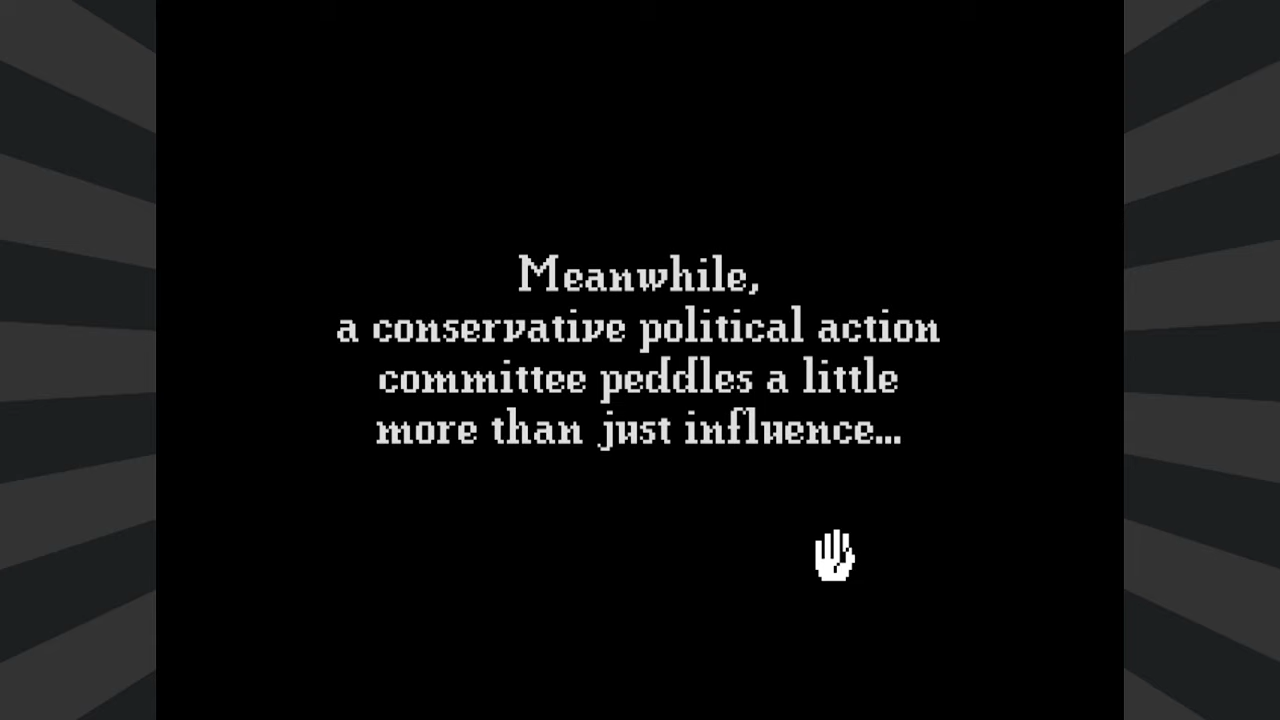 Meanwhile,
a conservative political action
committee peddles a little
more than just influence...